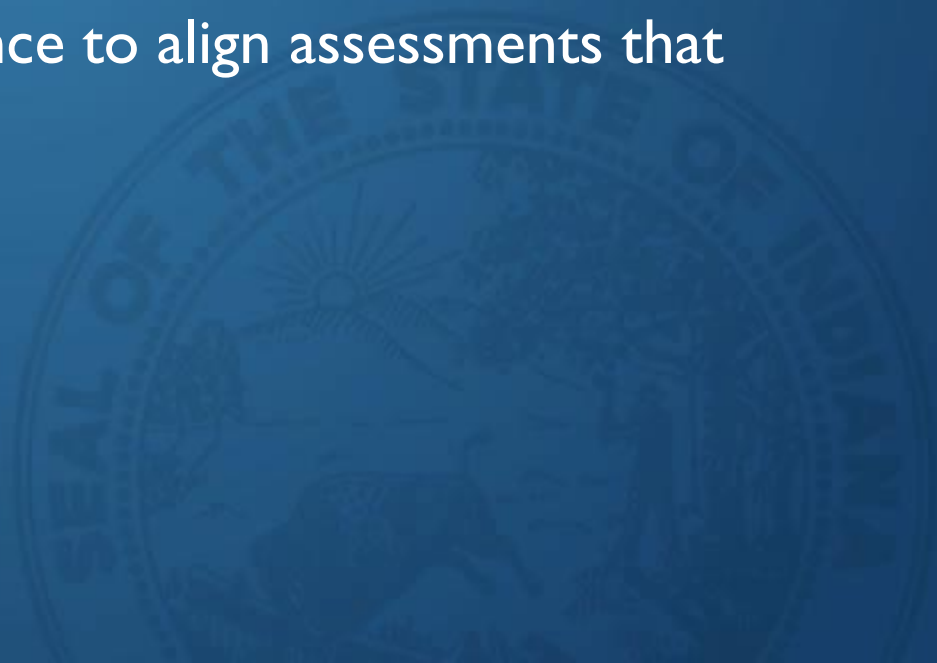 nce to align assessments that
SEAL OF THE STATE OF INDIANA